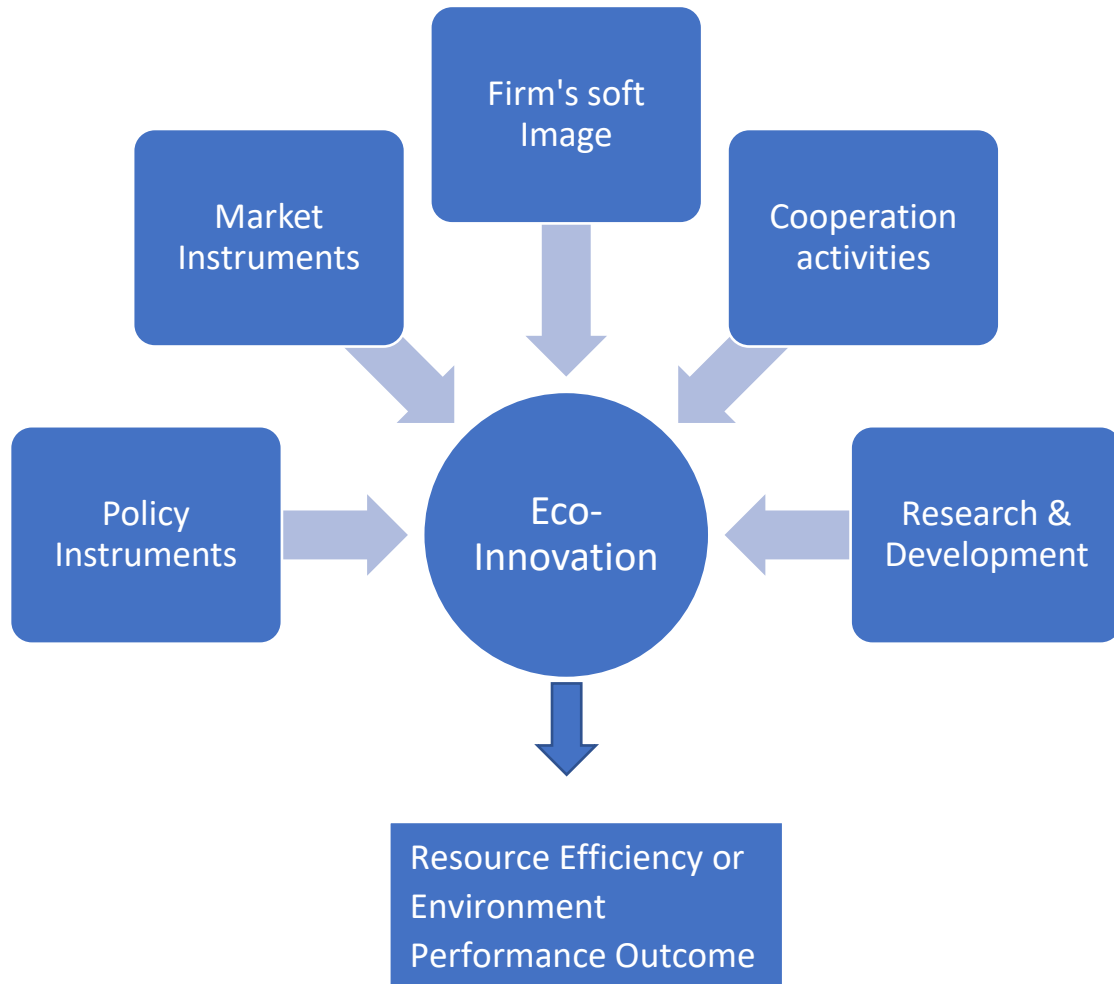 Firm's soft
Image
Market
Instruments
Cooperation
activities
Policy
Instruments
Eco-
Innovation
Research &
Development
Resource Efficiency or
Environment
Performance Outcome